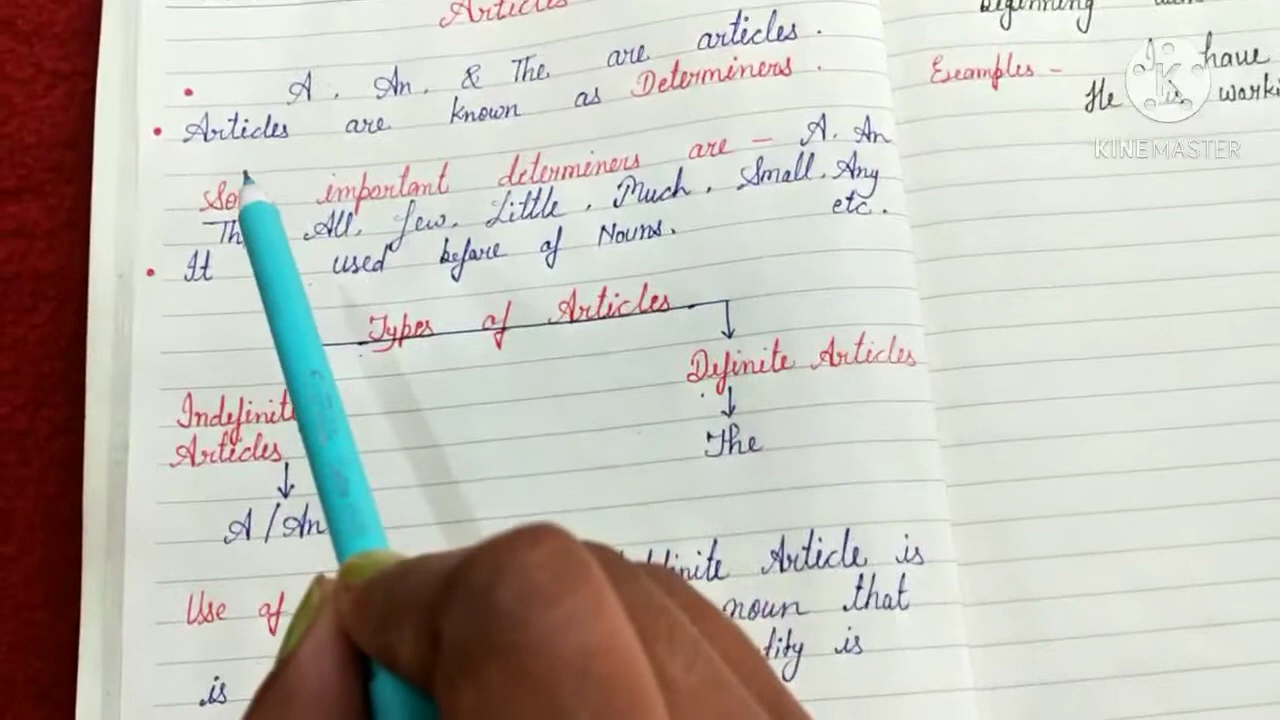 Articles
A, An, & The are articles.
Articles are known as Determiners.
important determiners are - A, An
All, few, Little, Much, Small, Any
etc.
It used before of Nouns.
Types of Articles
Definite Articles
The
Indefinite
Articles
A/An
Use of
Article is
noun that
is
is
beginning
Examples - I have
He is
KINEMASTER